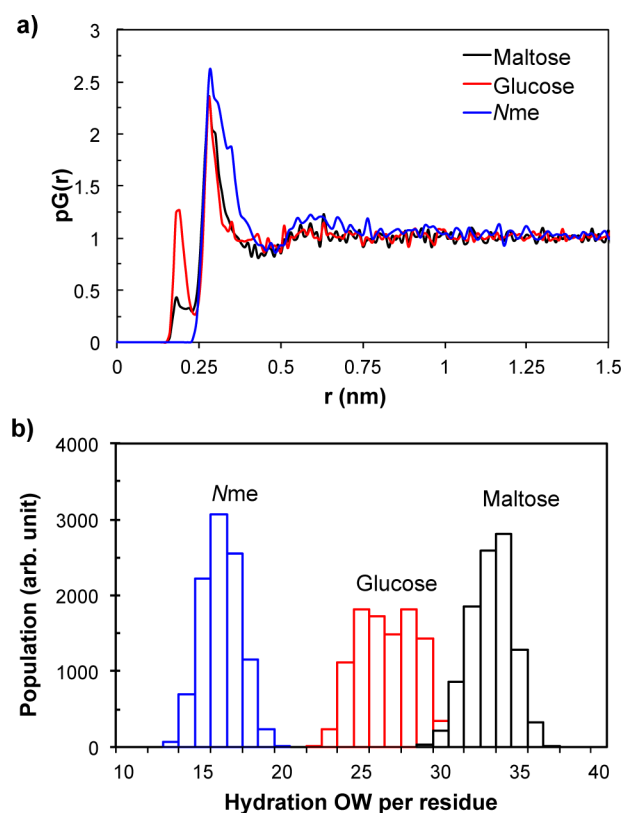 a)
3
2.5
2
1.5
1
0.5
0
pG(r)
Maltose
Glucose
Nme
0 0.25 0.5 0.75 1 1.25 1.5
r (nm)
b)
4000
3000
2000
1000
0
Population (arb. unit)
Nme
Glucose
Maltose
10 15 20 25 30 35 40
Hydration OW per residue